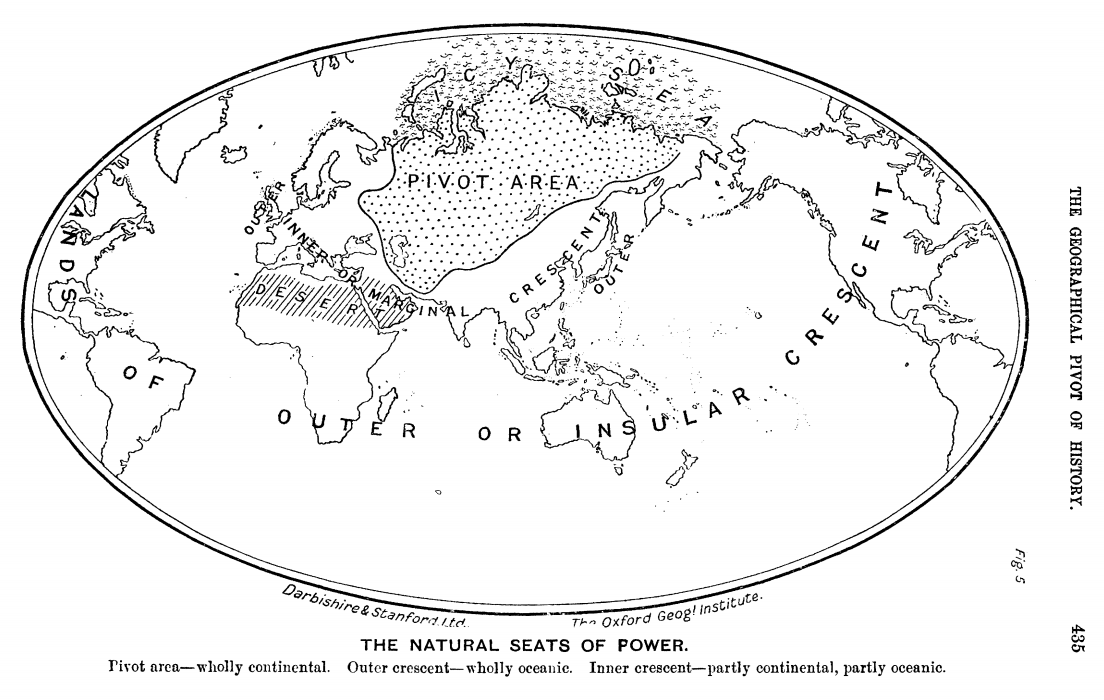 ICY SEA
PIVOT AREA
LANDS
OUTER
INNER OR MARGINAL
CRESCENT
OUTER
DESERT
OF
OUTER OR INSULAR CRESCENT
Darbishire & Stanford, Ltd.
The Oxford Geog! Institute.
THE NATURAL SEATS OF POWER.
Pivot area—wholly continental. Outer crescent—wholly oceanic. Inner crescent—partly continental, partly oceanic.
THE GEOGRAPHICAL PIVOT OF HISTORY.
Fig. 5
435